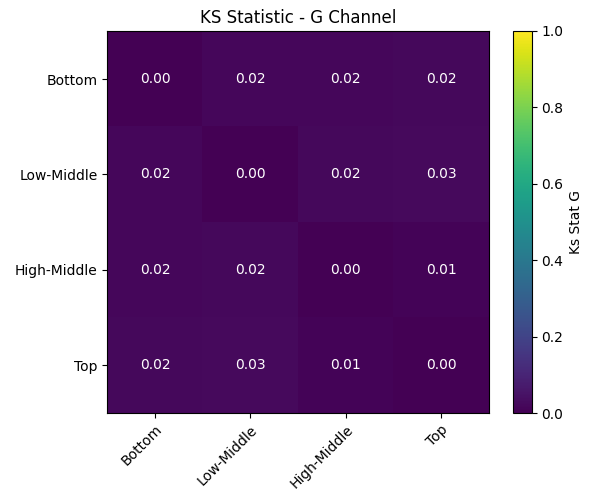 KS Statistic - G Channel
Bottom 0.00 0.02 0.02 0.02
Low-Middle 0.02 0.00 0.02 0.03
High-Middle 0.02 0.02 0.00 0.01
Top 0.02 0.03 0.01 0.00
Bottom Low-Middle High-Middle Top
1.0
0.8
0.6
0.4
0.2
0.0
Ks Stat G